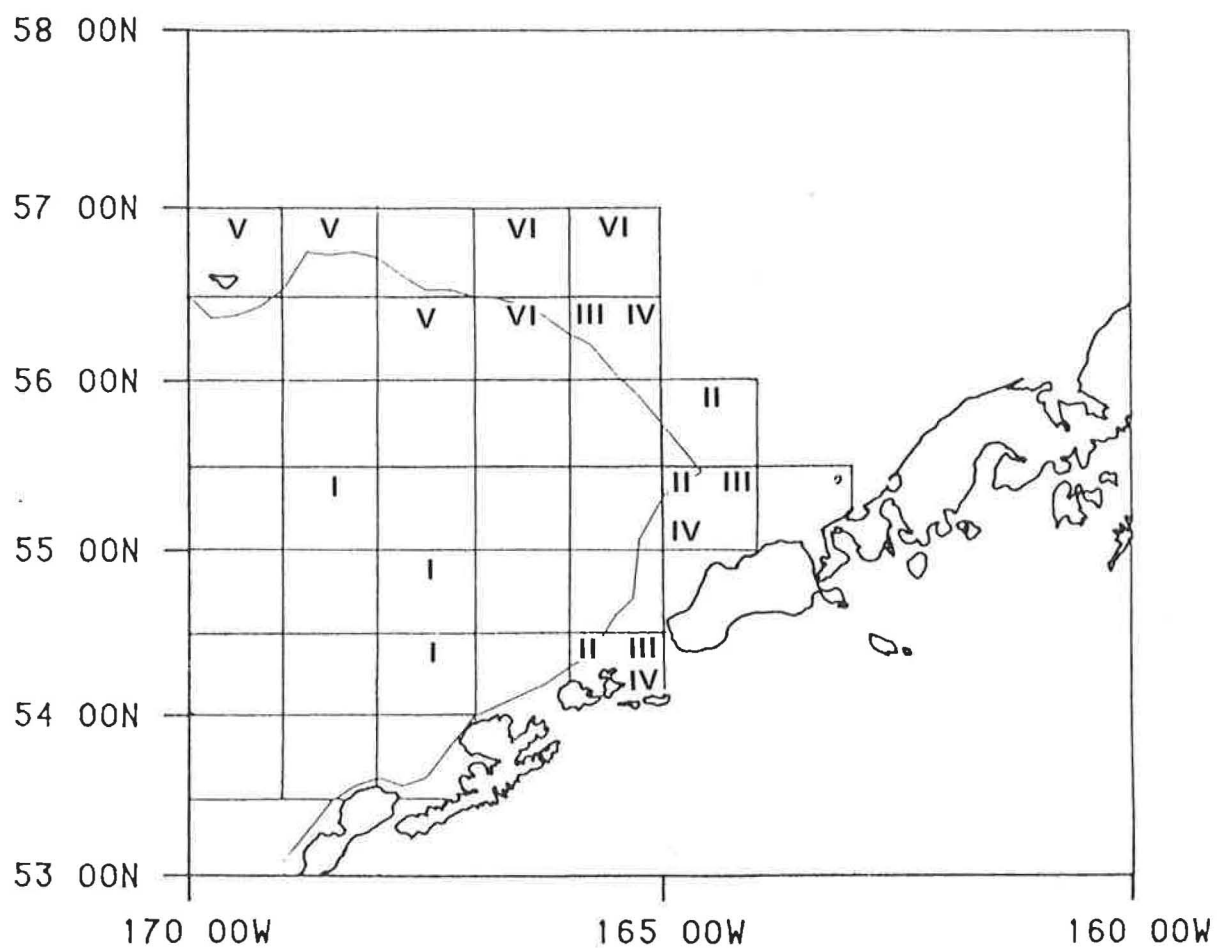 58 00N
57 00N
V V VI VI
V VI III IV
56 00N
II
I II III
IV
55 00N
I
I II III
IV
54 00N
53 00N
170 00W 165 00W 160 00W